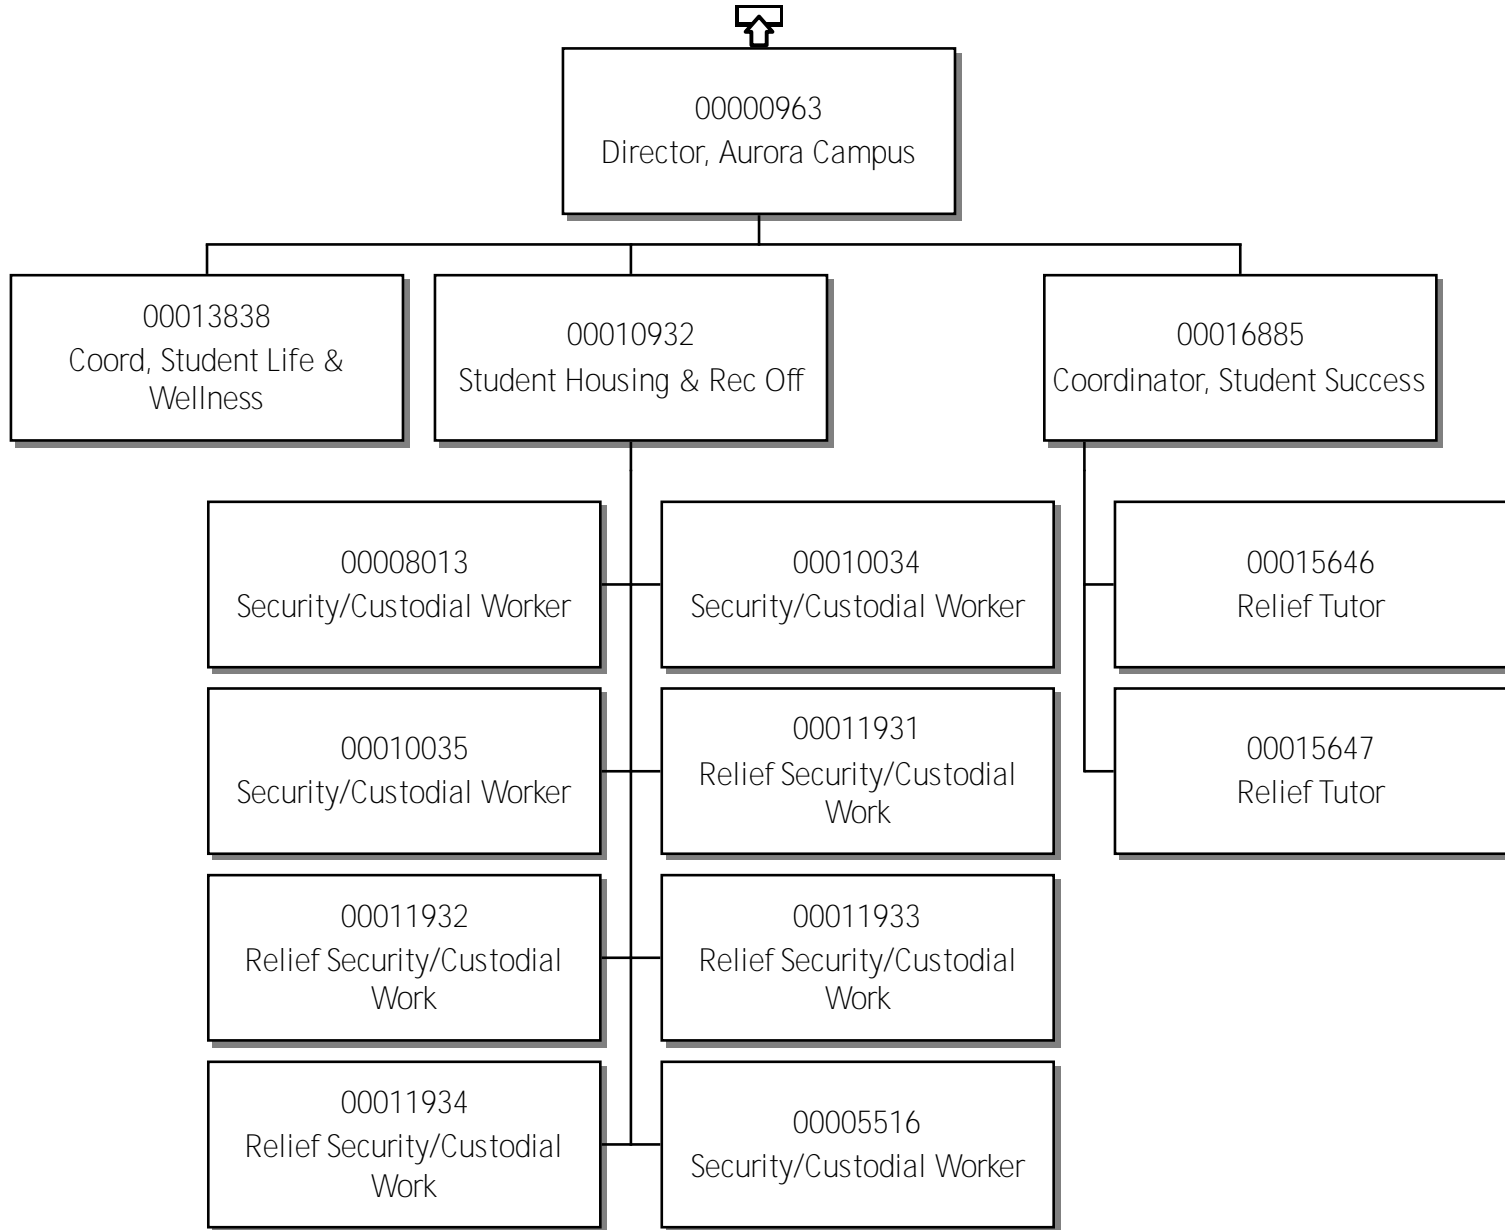 00000963
Director, Aurora Campus
00013838
Coord, Student Life &
Wellness
00010932
Student Housing & Rec Off
00016885
Coordinator, Student Success
00008013
Security/Custodial Worker
00010034
Security/Custodial Worker
00015646
Relief Tutor
00010035
Security/Custodial Worker
00011931
Relief Security/Custodial
Work
00015647
Relief Tutor
00011932
Relief Security/Custodial
Work
00011933
Relief Security/Custodial
Work
00011934
Relief Security/Custodial
Work
00005516
Security/Custodial Worker